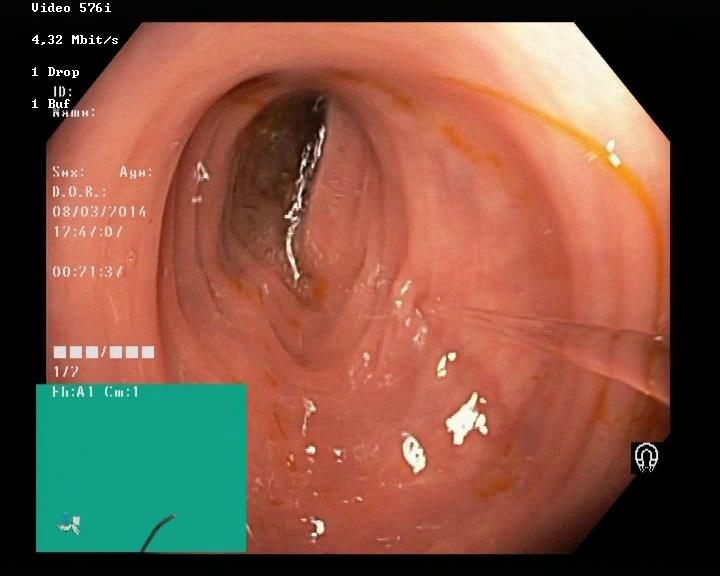 Video 576i
4,32 Mbit/s
1 Drop
ID:
1 Buf
Name:
Sex: Age:
D.O.B.:
08/03/2014
12:47:07
00:21:37
1/2
Eh:A1 Cm:1